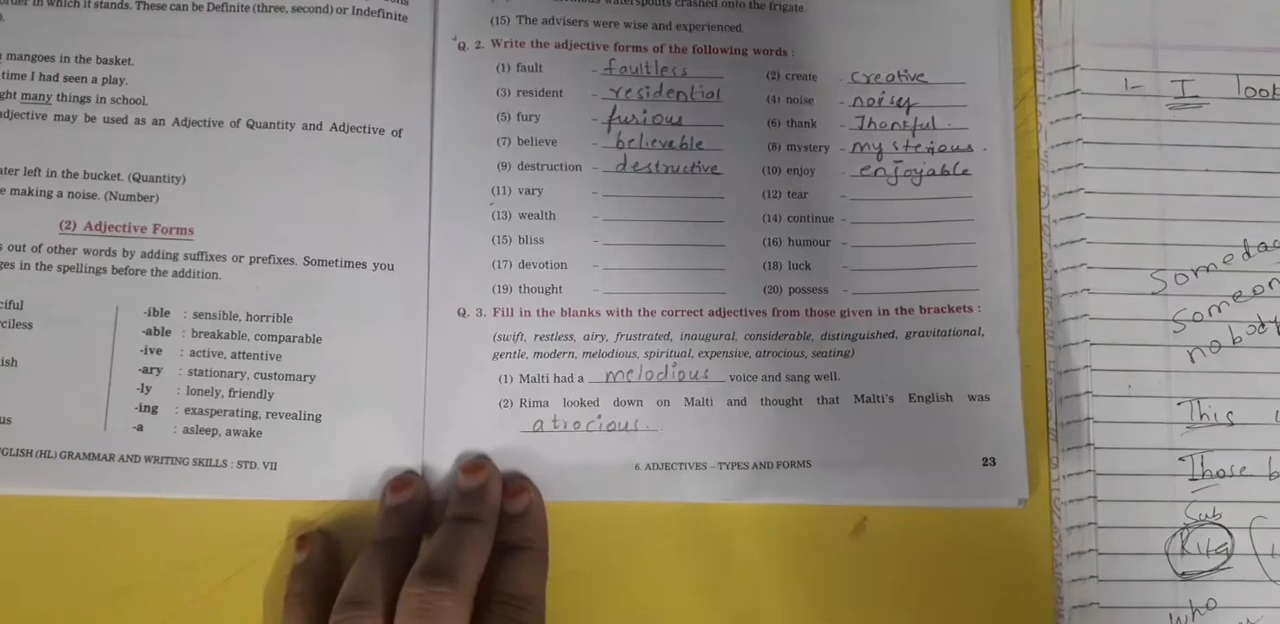 order in which it stands. These can be Definite (three, second) or Indefinite
mangoes in the basket.
time I had seen a play.
ght many things in school.
adjective may be used as an Adjective of Quantity and Adjective of
ater left in the bucket. (Quantity)
e making a noise. (Number)
(2) Adjective Forms
s out of other words by adding suffixes or prefixes. Sometimes you
ges in the spellings before the addition.
ciful
rciless
ish
us
-ible : sensible, horrible
-able : breakable, comparable
-ive : active, attentive
-ary : stationary, customary
-ly : lonely, friendly
-ing : exasperating, revealing
-a : asleep, awake
GLISH (HL) GRAMMAR AND WRITING SKILLS : STD. VII
waterspouts crashed onto the frigate
(15) The advisers were wise and experienced.
Q. 2. Write the adjective forms of the following words :
(1) fault - faultless (2) create - creative
(3) resident - residential (4) noise - noisy
(5) fury - furious (6) thank - Thankful.
(7) believe - believable (8) mystery - mysterious.
(9) destruction - destructive (10) enjoy - enjoyable
(11) vary - (12) tear -
(13) wealth - (14) continue -
(15) bliss - (16) humour -
(17) devotion - (18) luck -
(19) thought - (20) possess -
Q. 3. Fill in the blanks with the correct adjectives from those given in the brackets :
(swift, restless, airy, frustrated, inaugural, considerable, distinguished, gravitational,
gentle, modern, melodious, spiritual, expensive, atrocious, seating)
(1) Malti had a melodious voice and sang well.
(2) Rima looked down on Malti and thought that Malti's English was
atrocious.
6. ADJECTIVES – TYPES AND FORMS 23
1- I look
Someda
Someon
nobody
This
Those b
Sub
Rita
who